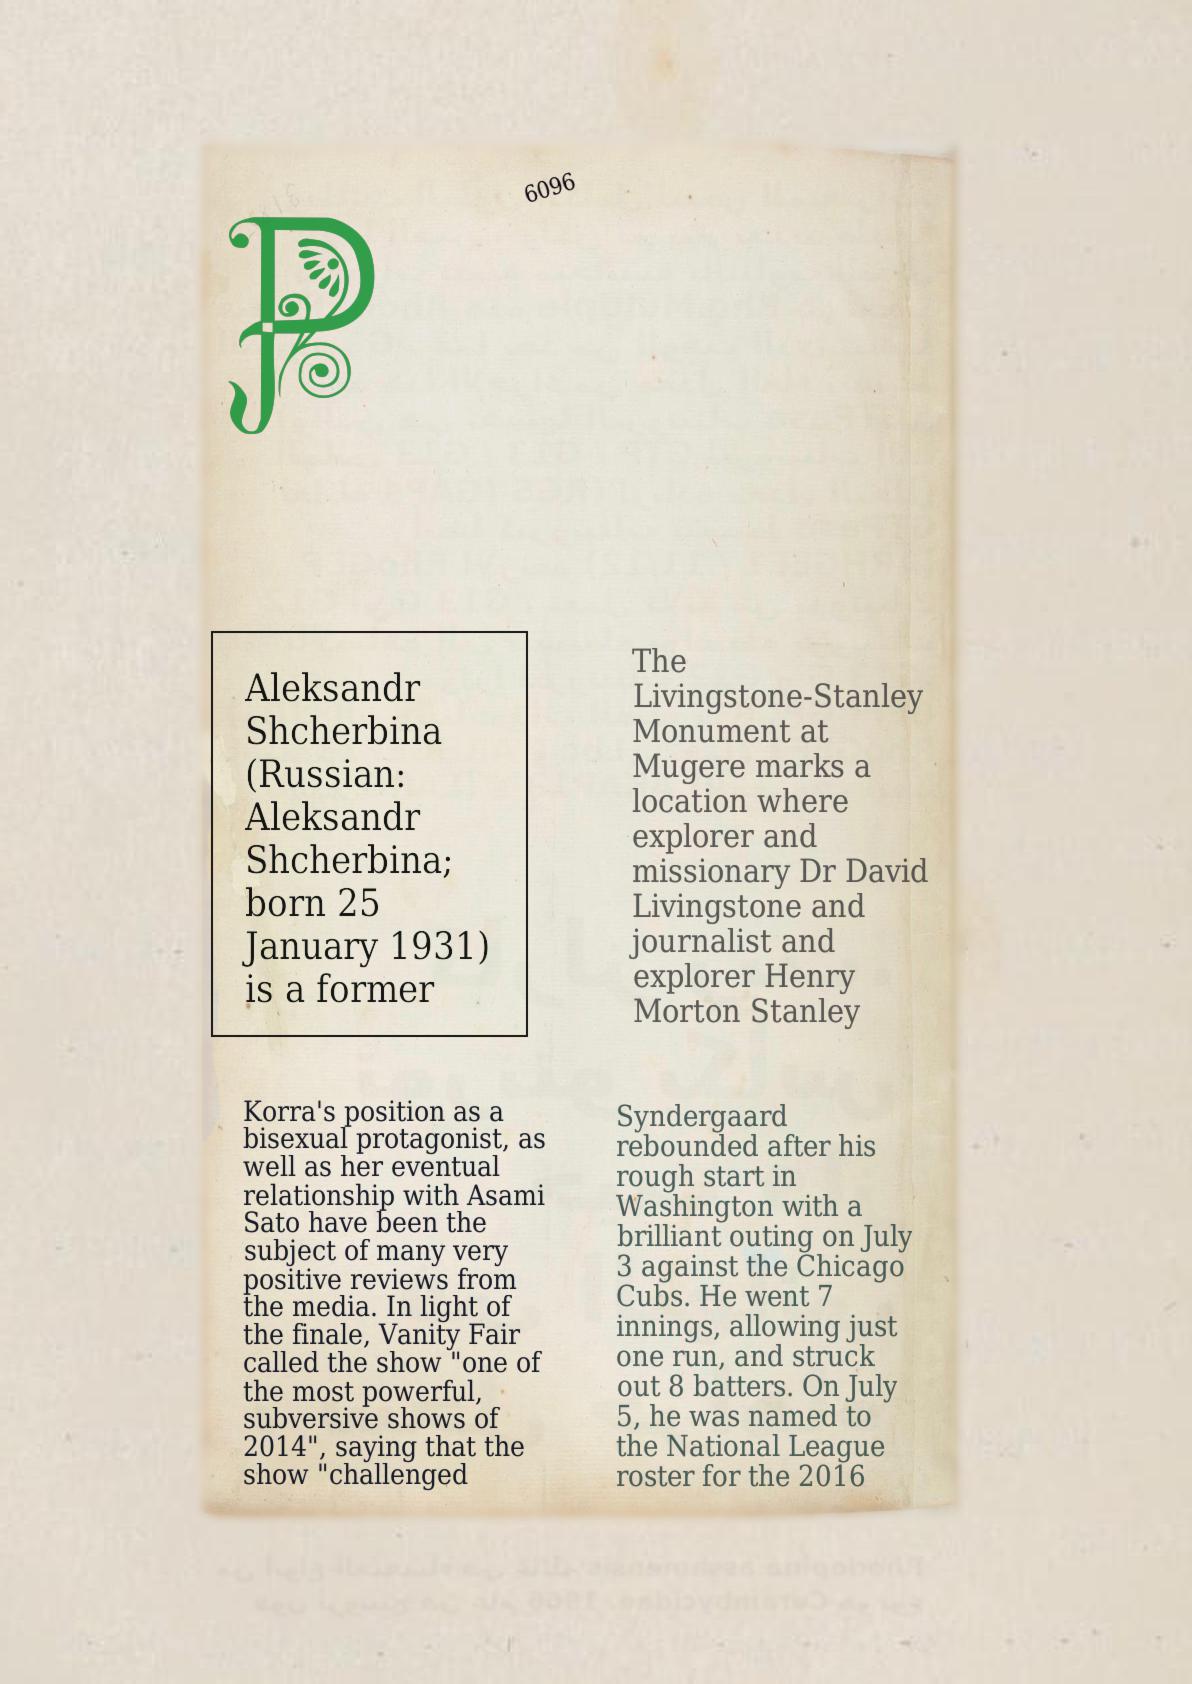 6096
P
Aleksandr
Shcherbina
(Russian:
Aleksandr
Shcherbina;
born 25
January 1931)
is a former
The
Livingstone-Stanley
Monument at
Mugere marks a
location where
explorer and
missionary Dr David
Livingstone and
journalist and
explorer Henry
Morton Stanley
Korra's position as a
bisexual protagonist, as
well as her eventual
relationship with Asami
Sato have been the
subject of many very
positive reviews from
the media. In light of
the finale, Vanity Fair
called the show "one of
the most powerful,
subversive shows of
2014", saying that the
show "challenged
Syndergaard
rebounded after his
rough start in
Washington with a
brilliant outing on July
3 against the Chicago
Cubs. He went 7
innings, allowing just
one run, and struck
out 8 batters. On July
5, he was named to
the National League
roster for the 2016